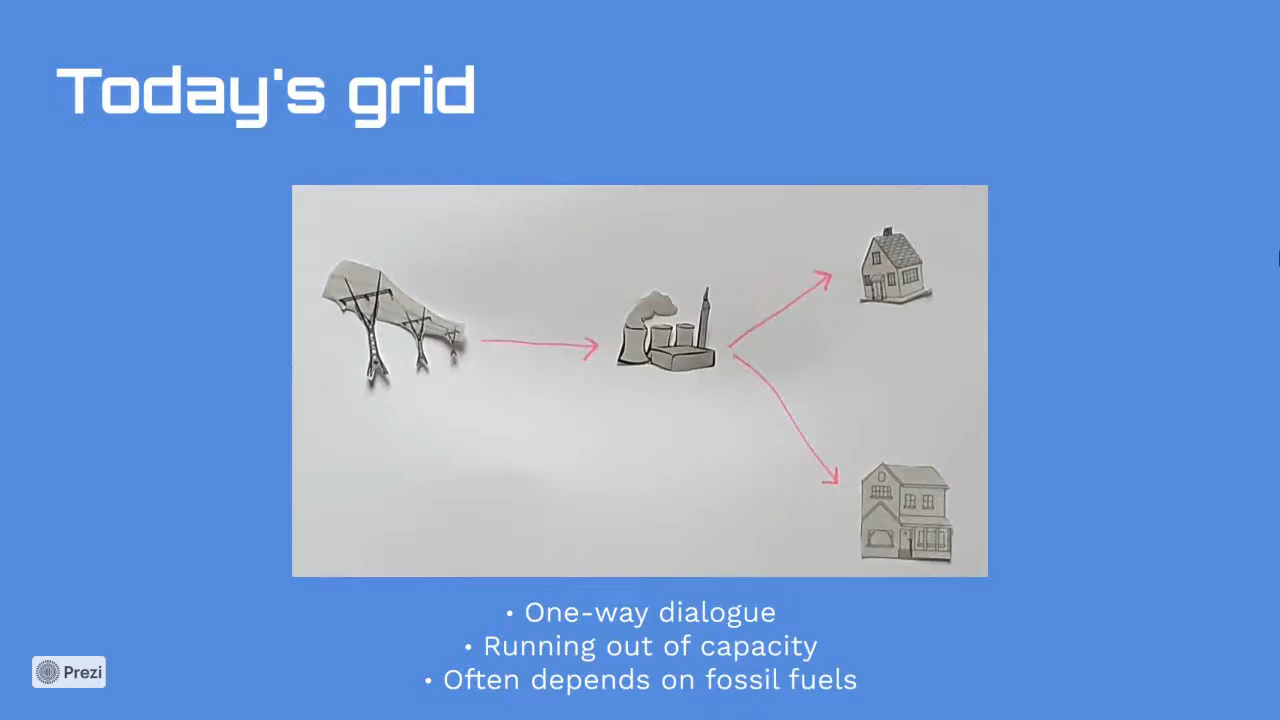 Today's grid
• One-way dialogue
• Running out of capacity
• Often depends on fossil fuels
Prezi